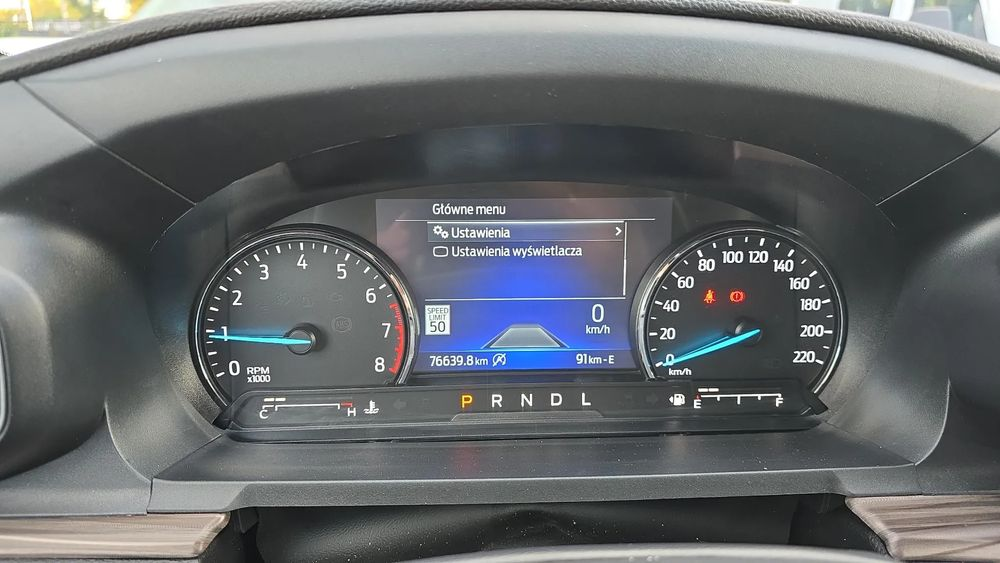 Główne menu
Ustawienia
Ustawienia wyświetlacza
SPEED
LIMIT
50
0
km/h
76639.8 km
91 km - E
0 1 2 3 4 5 6 7 8
RPM
x1000
0 20 40 60 80 100 120 140 160 180 200 220
km/h
C H
P R N D L
E F